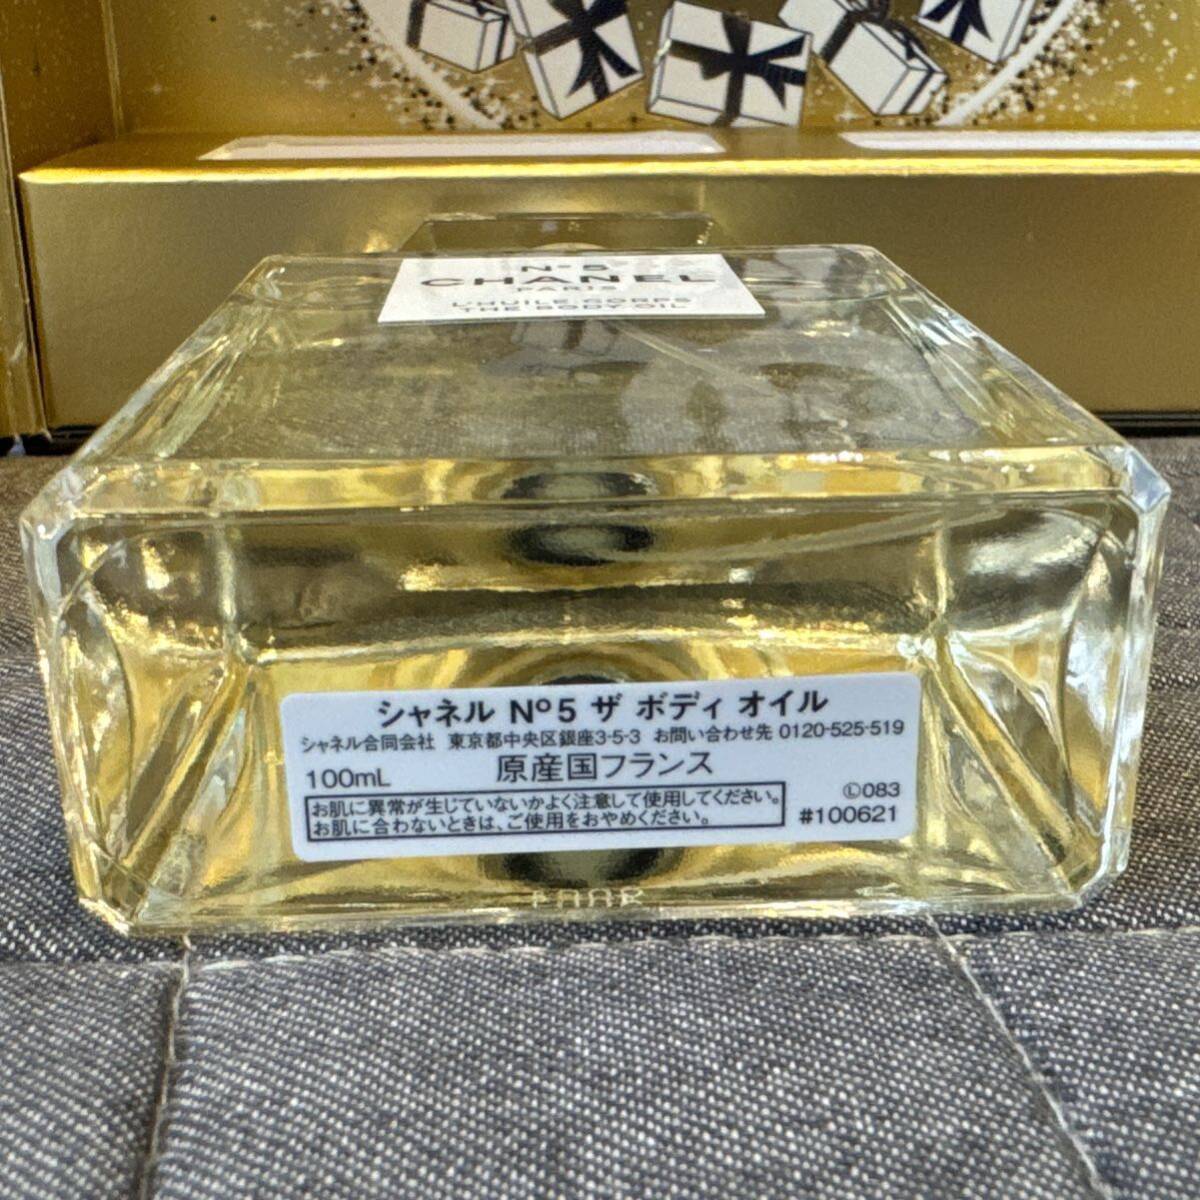 N°5
CHANEL
PARIS
L'HUILE CORPS
THE BODY OIL
シャネル Nº5 ザ ボディ オイル
シャネル合同会社 東京都中央区銀座3-5-3 お問い合わせ先 0120-525-519
100mL 原産国フランス
Ⓛ083
お肌に異常が生じていないかよく注意して使用してください。
お肌に合わないときは、ご使用をおやめください。
#100621